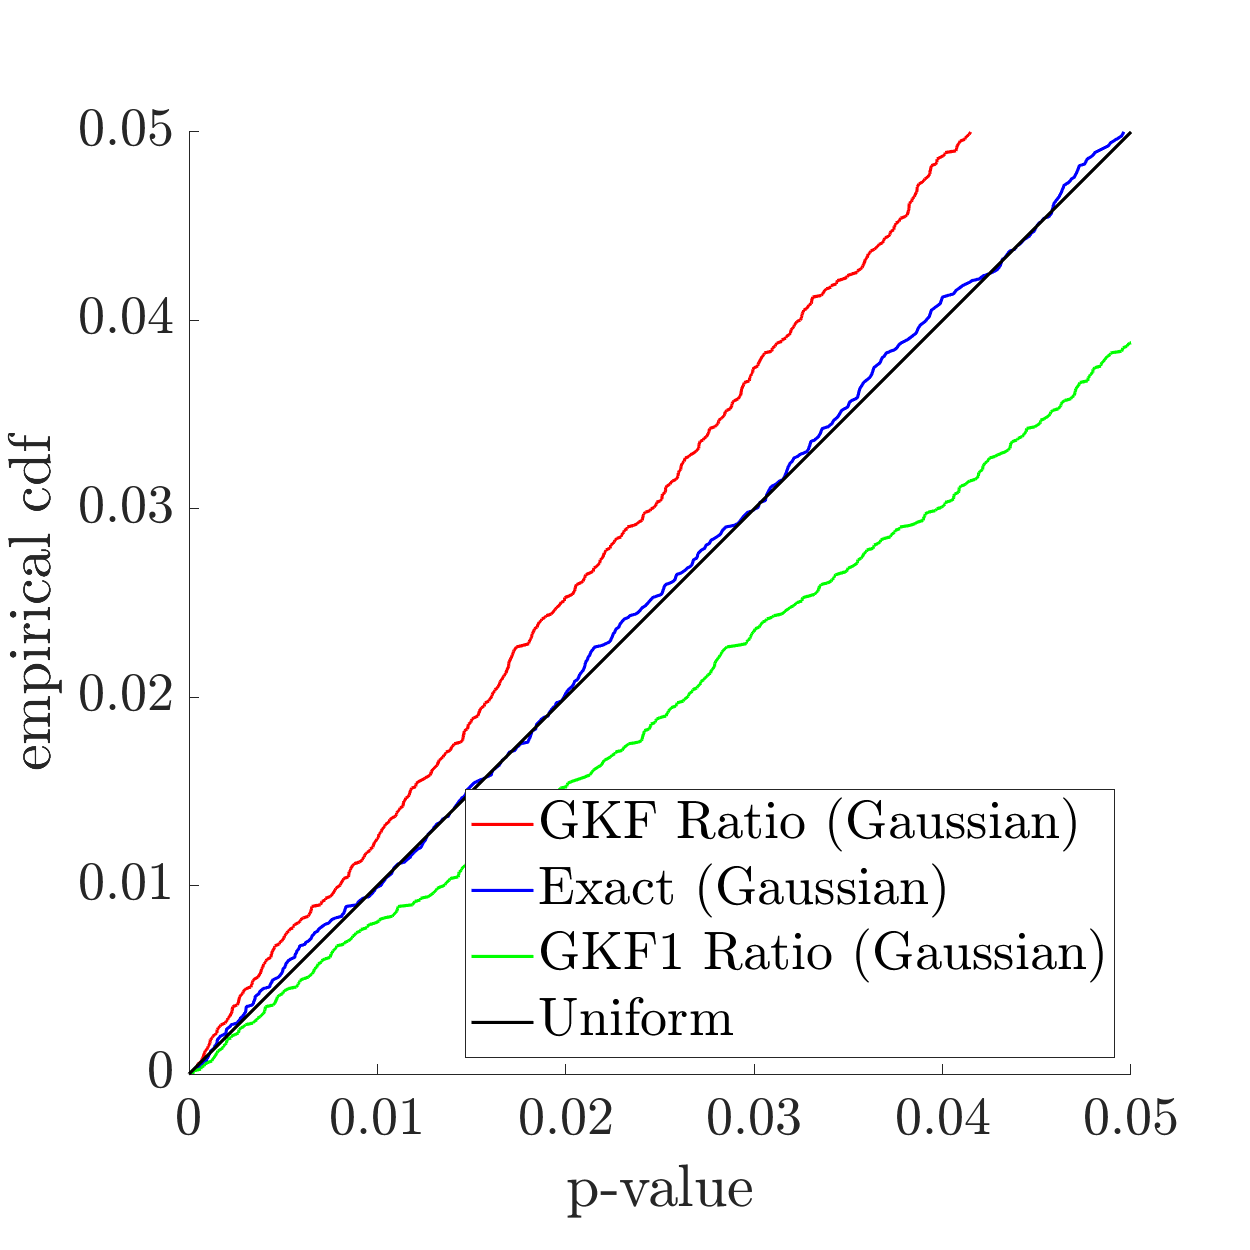 0.05
0.04
0.03
0.02
0.01
0
empirical cdf
GKF Ratio (Gaussian)
Exact (Gaussian)
GKF1 Ratio (Gaussian)
Uniform
0 0.01 0.02 0.03 0.04 0.05
p-value